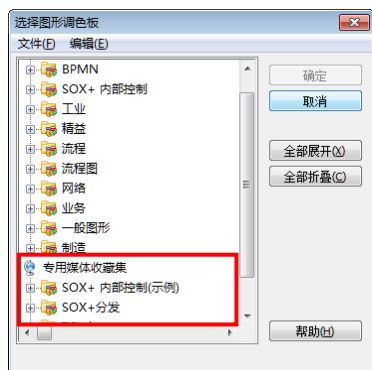 选择图形调色板
文件(F) 编辑(E)
BPMN
SOX+ 内部控制
工业
精益
流程
流程图
网络
业务
一般图形
制造
专用媒体收藏集
SOX+ 内部控制(示例)
SOX+分发
确定
取消
全部展开(X)
全部折叠(C)
帮助(H)